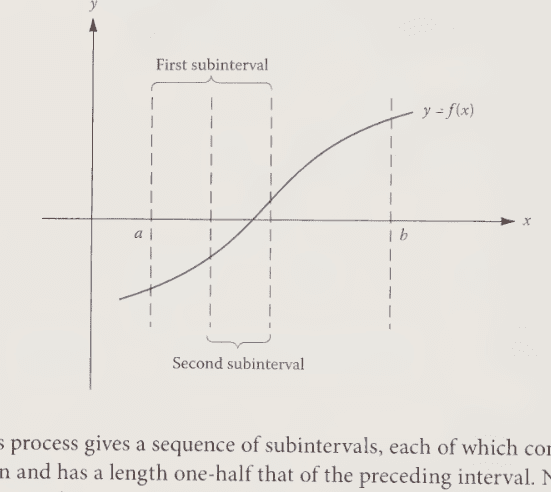 y
First subinterval
y = f(x)
x
a
b
Second subinterval
process gives a sequence of subintervals, each of which
and has a length one-half that of the preceding interval.